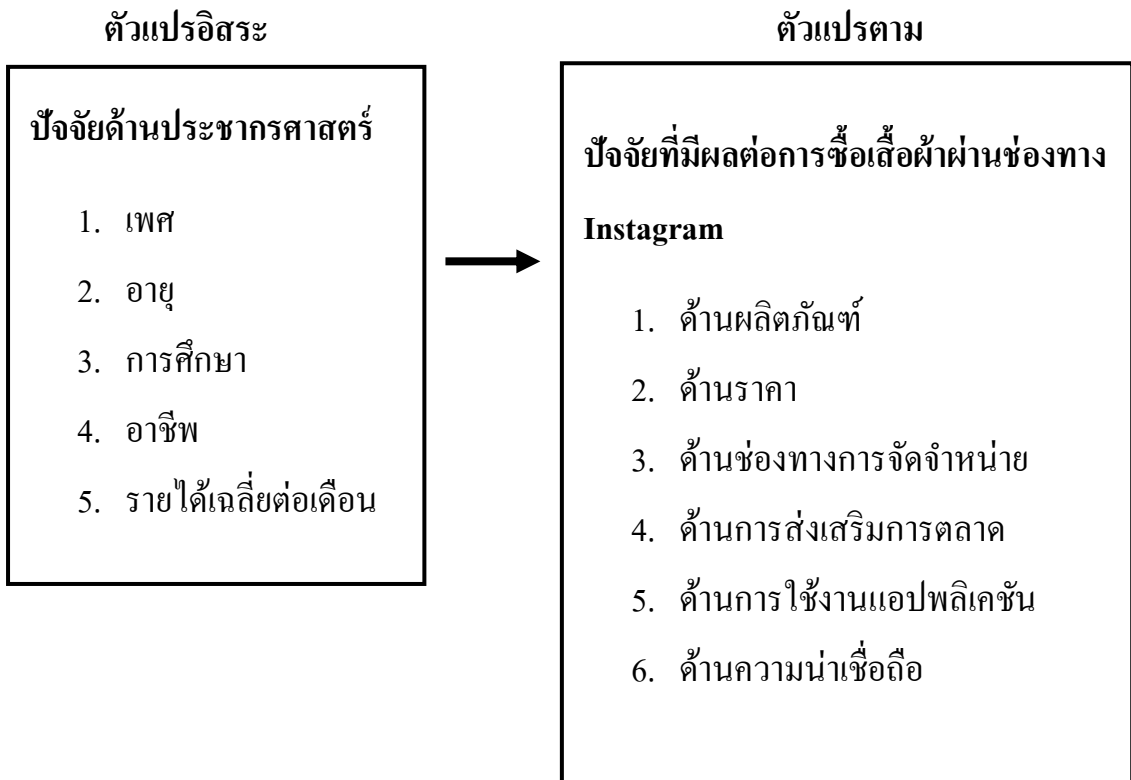 ตัวแปรอิสระ
ปัจจัยด้านประชากรศาสตร์
1. เพศ
2. อายุ
3. การศึกษา
4. อาชีพ
5. รายได้เฉลี่ยต่อเดือน
ตัวแปรตาม
ปัจจัยที่มีผลต่อการซื้อเสื้อผ้าผ่านช่องทาง
Instagram
1. ด้านผลิตภัณฑ์
2. ด้านราคา
3. ด้านช่องทางการจัดจำหน่าย
4. ด้านการส่งเสริมการตลาด
5. ด้านการใช้งานแอปพลิเคชัน
6. ด้านความน่าเชื่อถือ